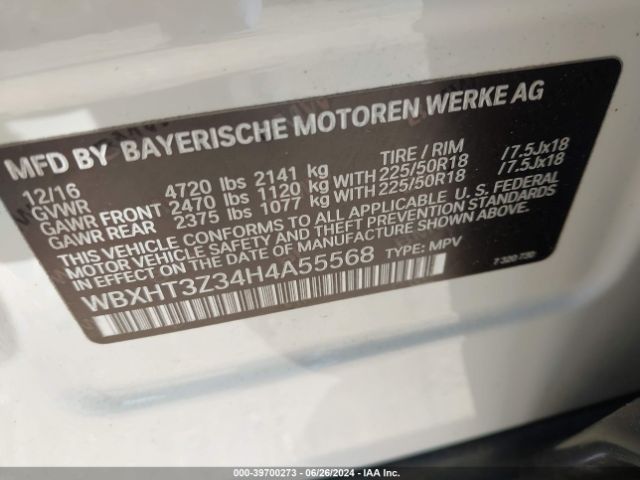 MFD BY BAYERISCHE MOTOREN WERKE AG
12/16 TIRE / RIM
GVWR 4720 lbs 2141 kg
GAWR FRONT 2470 lbs 1120 kg WITH 225/50R18 /7.5Jx18
GAWR REAR 2375 lbs 1077 kg WITH 225/50R18 /7.5Jx18
THIS VEHICLE CONFORMS TO ALL APPLICABLE U. S. FEDERAL
MOTOR VEHICLE SAFETY AND THEFT PREVENTION STANDARDS
IN EFFECT ON THE DATE OF MANUFACTURE SHOWN ABOVE.
WBXHT3Z34H4A55568 TYPE: MPV
7 320 730
000-39700273 - 06/26/2024 - IAA Inc.